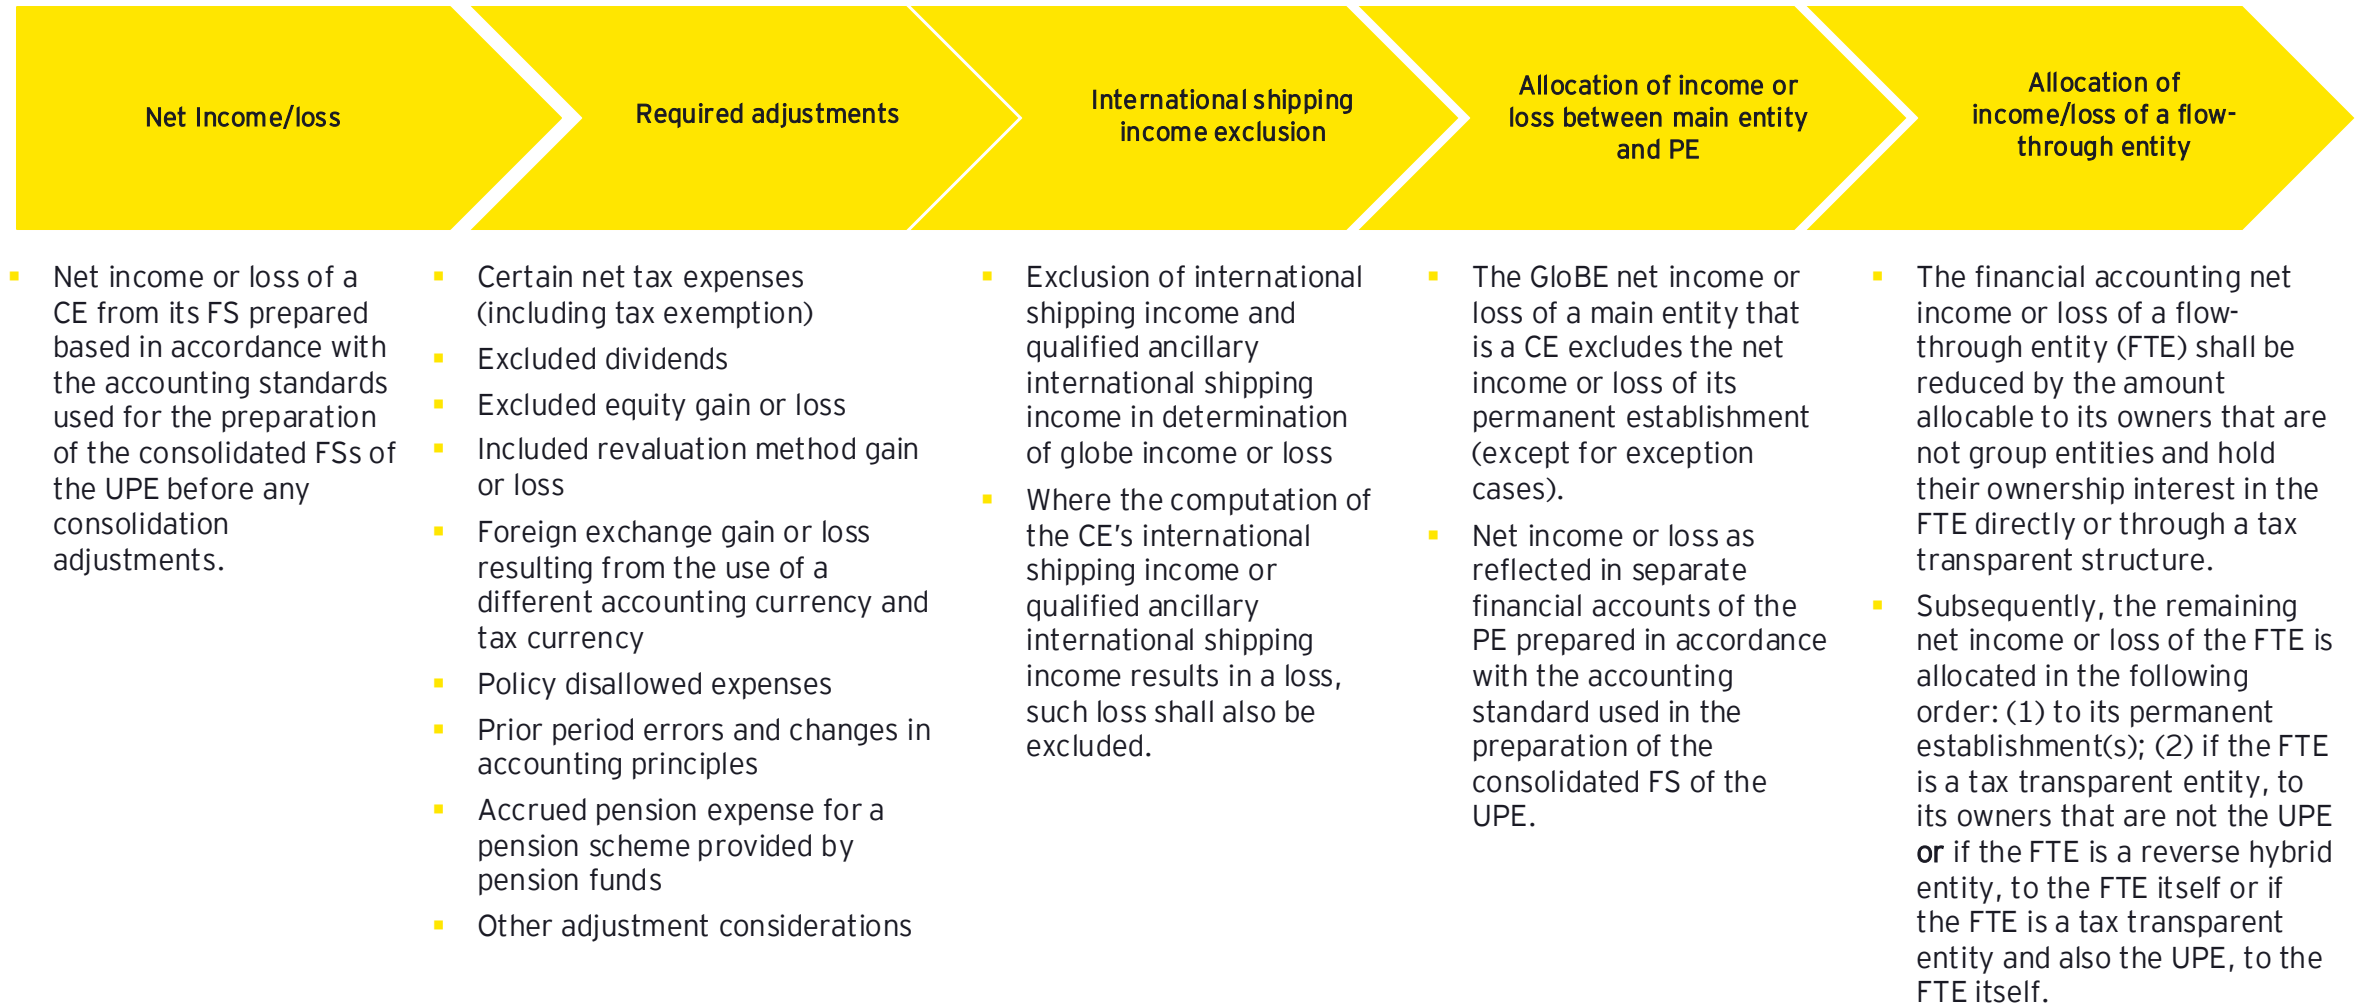 Net Income/loss
Required adjustments
International shipping
income exclusion
Allocation of income or
loss between main entity
and PE
Allocation of
income/loss of a flow-
through entity
Net income or loss of a
CE from its FS prepared
based in accordance with
the accounting standards
used for the preparation
of the consolidated FSs of
the UPE before any
consolidation
adjustments.
Certain net tax expenses
(including tax exemption)
Excluded dividends
Excluded equity gain or loss
Included revaluation method gain
or loss
Foreign exchange gain or loss
resulting from the use of a
different accounting currency and
tax currency
Policy disallowed expenses
Prior period errors and changes in
accounting principles
Accrued pension expense for a
pension scheme provided by
pension funds
Other adjustment considerations
Exclusion of international
shipping income and
qualified ancillary
international shipping
income in determination
of globe income or loss
Where the computation of
the CE's international
shipping income or
qualified ancillary
international shipping
income results in a loss,
such loss shall also be
excluded.
The GloBE net income or
loss of a main entity that
is a CE excludes the net
income or loss of its
permanent establishment
(except for exception
cases).
Net income or loss as
reflected in separate
financial accounts of the
PE prepared in accordance
with the accounting
standard used in the
preparation of the
consolidated FS of the
UPE.
The financial accounting net
income or loss of a flow-
through entity (FTE) shall be
reduced by the amount
allocable to its owners that are
not group entities and hold
their ownership interest in the
FTE directly or through a tax
transparent structure.
Subsequently, the remaining
net income or loss of the FTE is
allocated in the following
order: (1) to its permanent
establishment(s); (2) if the FTE
is a tax transparent entity, to
its owners that are not the UPE
or if the FTE is a reverse hybrid
entity, to the FTE itself or if
the FTE is a tax transparent
entity and also the UPE, to the
FTE itself.